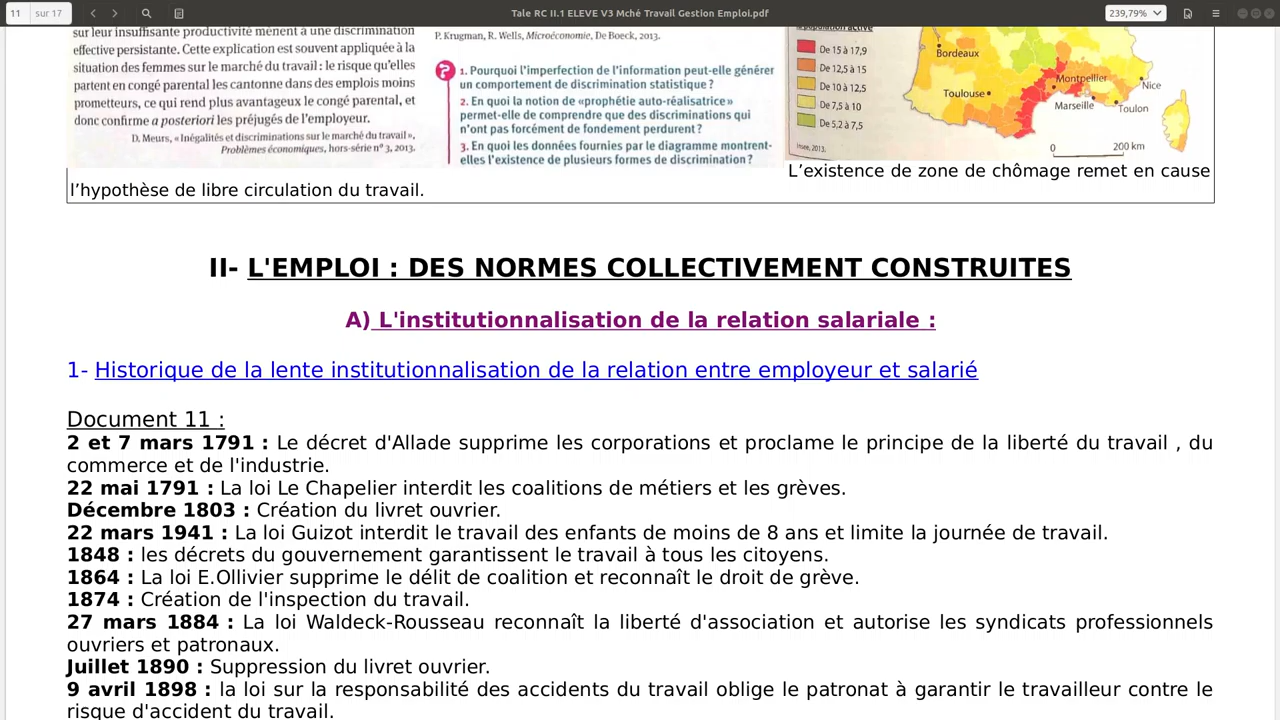 11 sur 17
Tale RC II.1 ELEVE V3 Mché Travail Gestion Emploi.pdf
239,79%
sur leur insuffisante productivité mènent à une discrimination
effective persistante. Cette explication est souvent appliquée à la
situation des femmes sur le marché du travail : le risque qu'elles
partent en congé parental les cantonne dans des emplois moins
prometteurs, ce qui rend plus avantageux le congé parental, et
donc confirme a posteriori les préjugés de l'employeur.
D. Meurs, « Inégalités et discriminations sur le marché du travail »,
Problèmes économiques, hors-série n° 3, 2013.
P. Krugman, R. Wells, Microéconomie, De Boeck, 2013.
? 1. Pourquoi l'imperfection de l'information peut-elle générer
un comportement de discrimination statistique ?
2. En quoi la notion de «prophétie auto-réalisatrice»
permet-elle de comprendre que des discriminations qui
n'ont pas forcément de fondement perdurent ?
3. En quoi les données fournies par le diagramme montrent-
elles l'existence de plusieurs formes de discrimination ?
De 15 à 17,9
De 12,5 à 15
De 10 à 12,5
De 7,5 à 10
De 5,2 à 7,5
Insee, 2013.
Bordeaux
Toulouse
Montpellier
Marseille
Nice
Toulon
0 200 km
L’existence de zone de chômage remet en cause
l’hypothèse de libre circulation du travail.
II- L'EMPLOI : DES NORMES COLLECTIVEMENT CONSTRUITES
A) L'institutionnalisation de la relation salariale :
1- Historique de la lente institutionnalisation de la relation entre employeur et salarié
Document 11 :
2 et 7 mars 1791 : Le décret d'Allade supprime les corporations et proclame le principe de la liberté du travail , du
commerce et de l'industrie.
22 mai 1791 : La loi Le Chapelier interdit les coalitions de métiers et les grèves.
Décembre 1803 : Création du livret ouvrier.
22 mars 1941 : La loi Guizot interdit le travail des enfants de moins de 8 ans et limite la journée de travail.
1848 : les décrets du gouvernement garantissent le travail à tous les citoyens.
1864 : La loi E.Ollivier supprime le délit de coalition et reconnaît le droit de grève.
1874 : Création de l'inspection du travail.
27 mars 1884 : La loi Waldeck-Rousseau reconnaît la liberté d'association et autorise les syndicats professionnels
ouvriers et patronaux.
Juillet 1890 : Suppression du livret ouvrier.
9 avril 1898 : la loi sur la responsabilité des accidents du travail oblige le patronat à garantir le travailleur contre le
risque d'accident du travail.